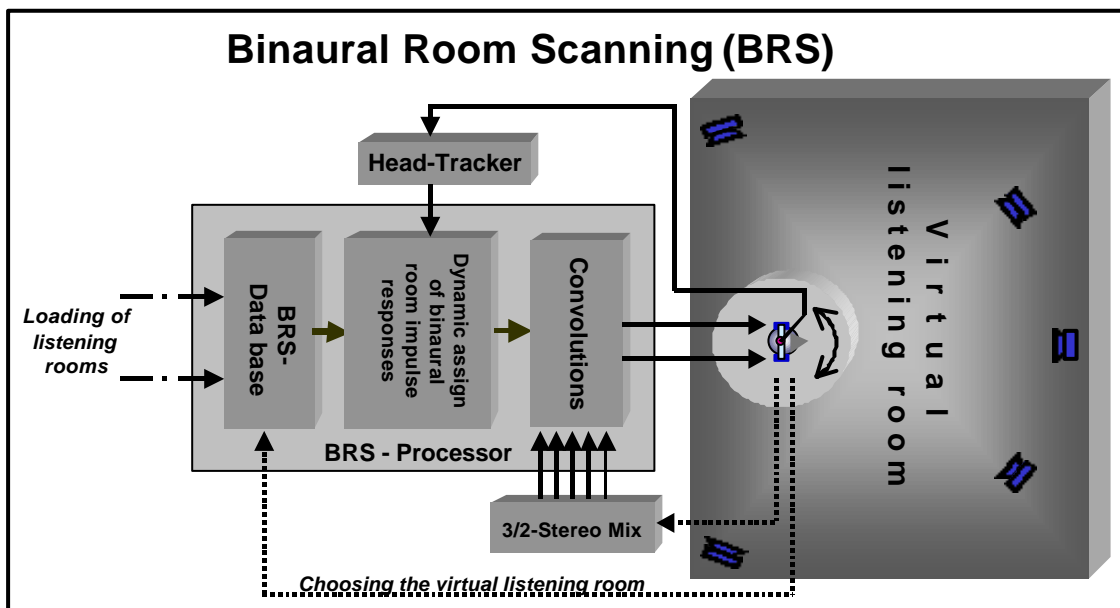 Binaural Room Scanning (BRS)
Head-Tracker
Loading of
listening
rooms
BRS-
Data base
Dynamic assign
of binaural
room impulse
responses
Convolutions
BRS - Processor
3/2-Stereo Mix
Choosing the virtual listening room
Virtual
listening room